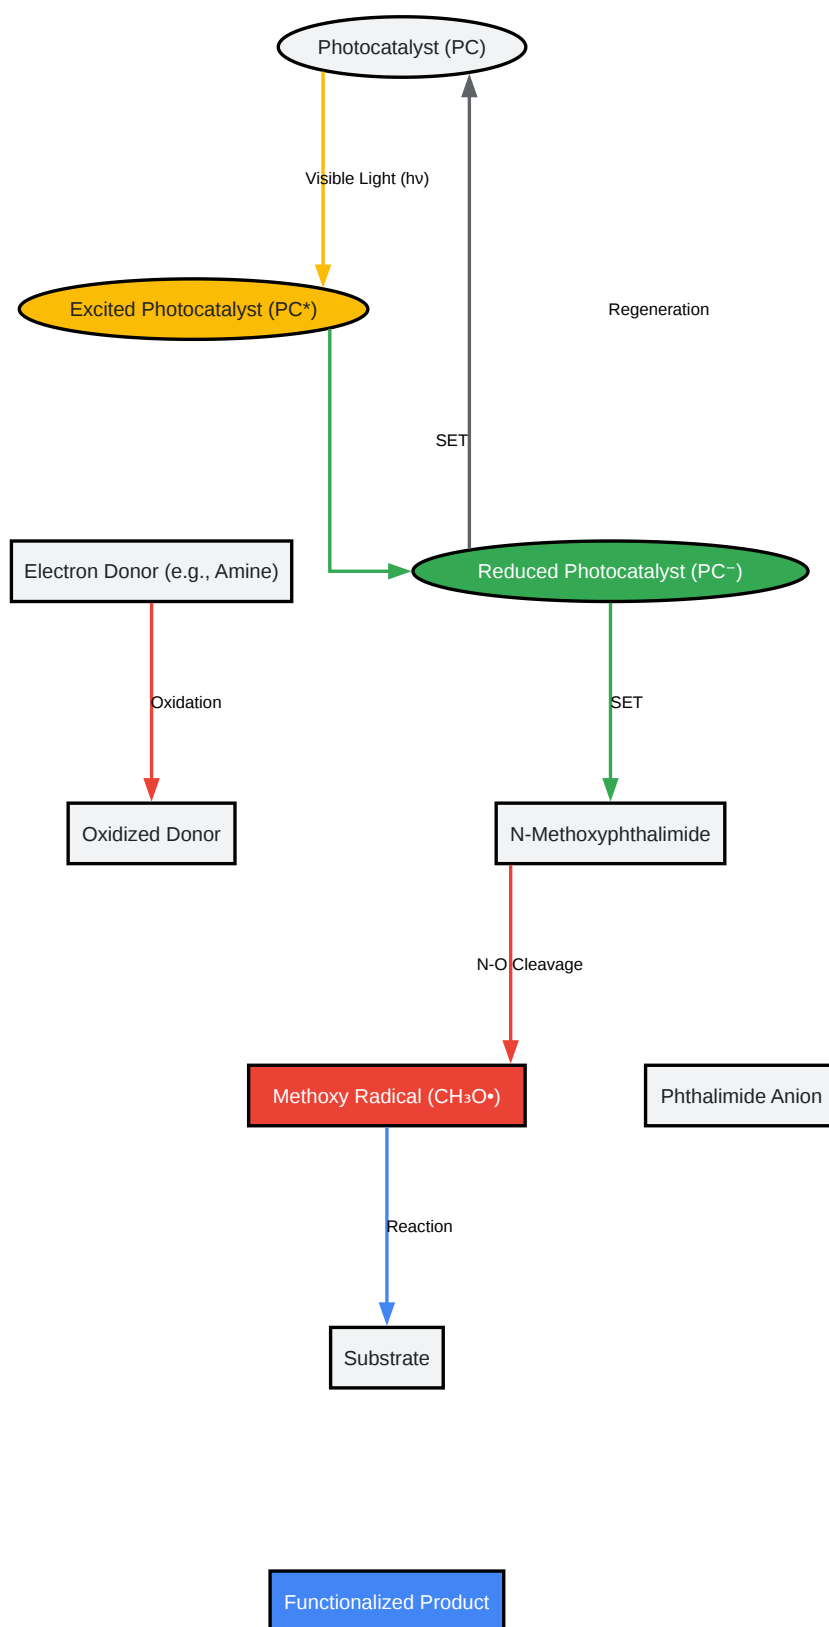 Photocatalyst (PC)
Visible Light (hν)
Excited Photocatalyst (PC*)
Regeneration
SET
Electron Donor (e.g., Amine)
Reduced Photocatalyst (PC⁻)
Oxidation
SET
Oxidized Donor
N-Methoxyphthalimide
N-O Cleavage
Methoxy Radical (CH₃O•)
Phthalimide Anion
Reaction
Substrate
Functionalized Product